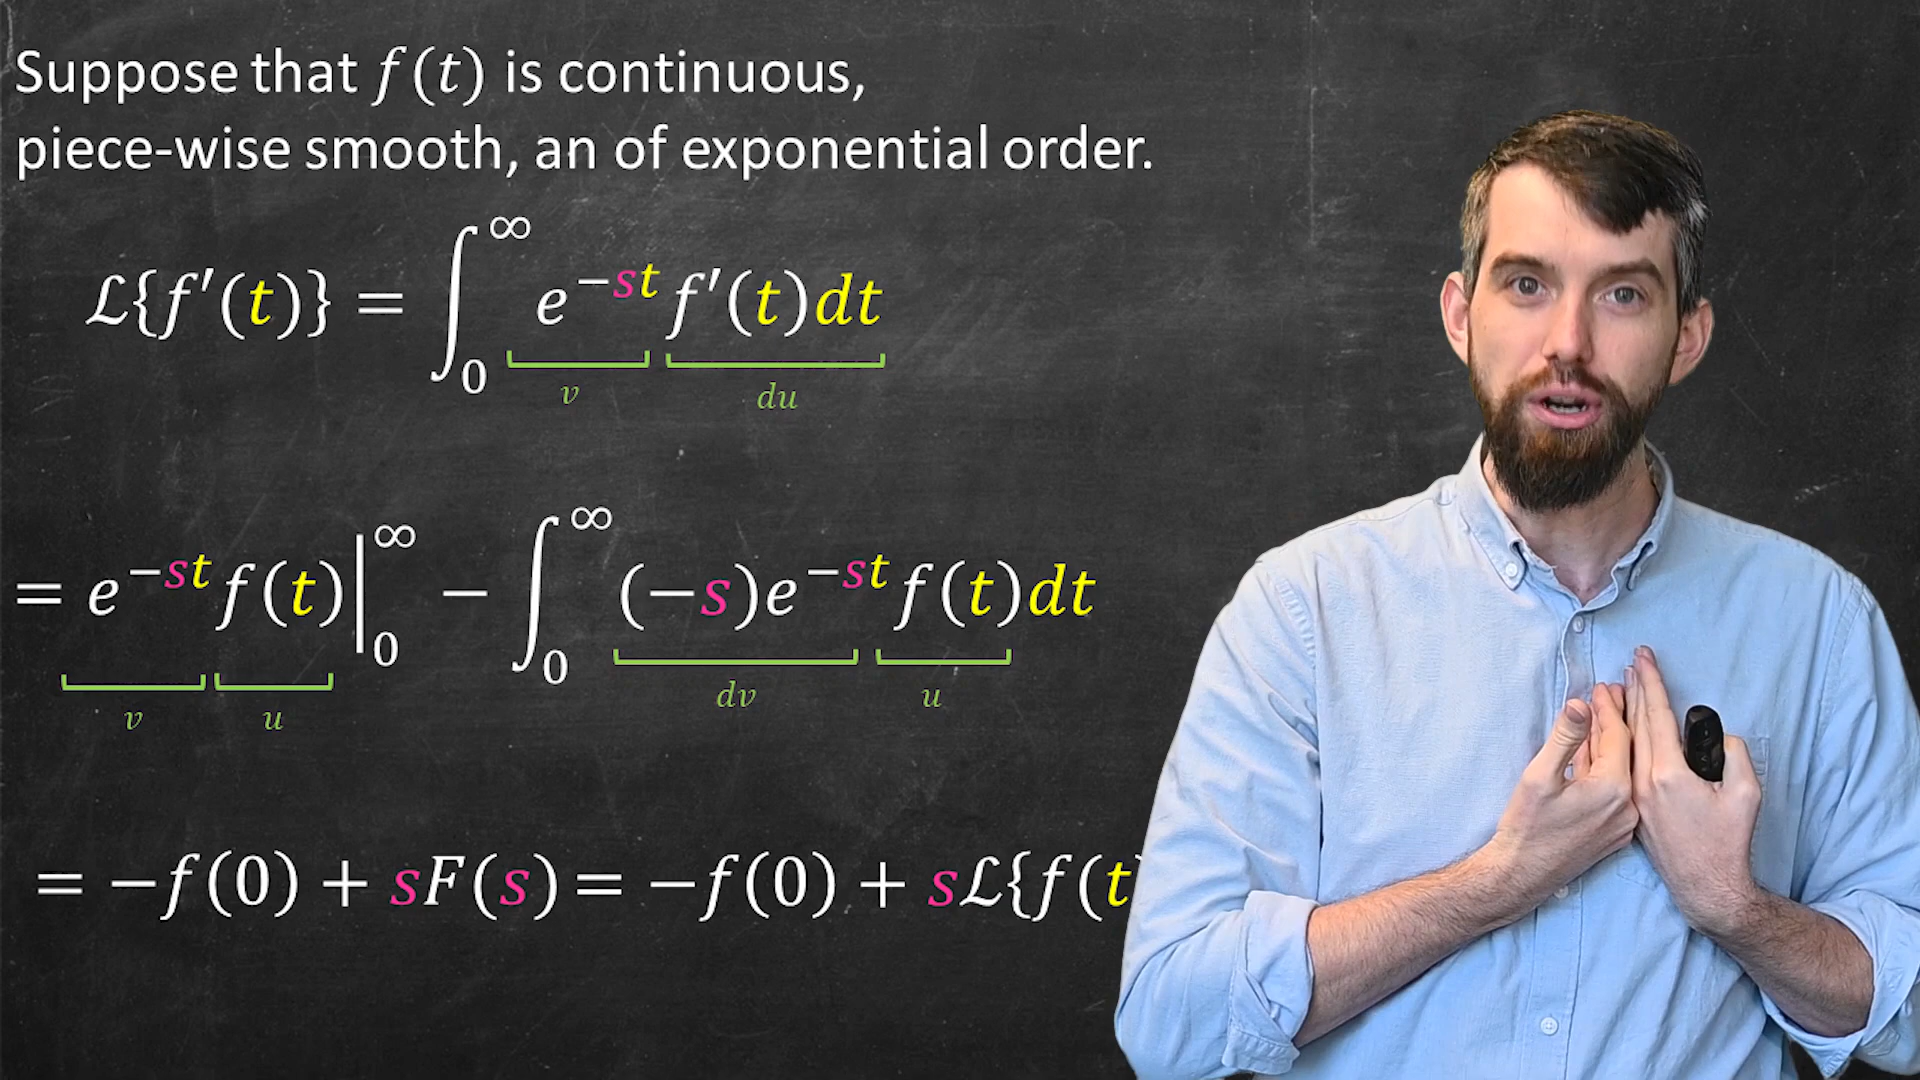 Suppose that f(t) is continuous,
piece-wise smooth, an of exponential order.
ℒ{f′(t)} = ∫₀^∞ e^{−st} f′(t)dt
v du
= e^{−st} f(t)|₀^∞ − ∫₀^∞ (−s)e^{−st} f(t)dt
v u dv u
= −f(0) + sF(s) = −f(0) + sℒ{f(t